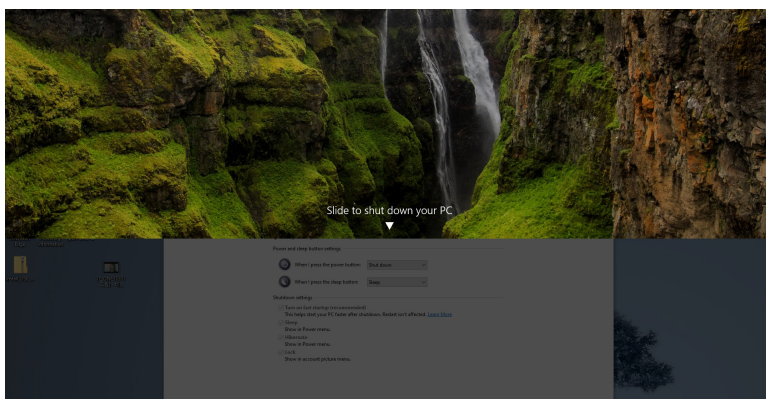 Slide to shut down your PC
Power and sleep button settings
When I press the power button: Shut down
When I press the sleep button: Sleep
Shutdown settings
Turn on fast startup (recommended)
This helps start your PC faster after shutdown. Restart isn't affected. Learn More
Sleep
Show in Power menu.
Hibernate
Show in Power menu.
Lock
Show in account picture menu.